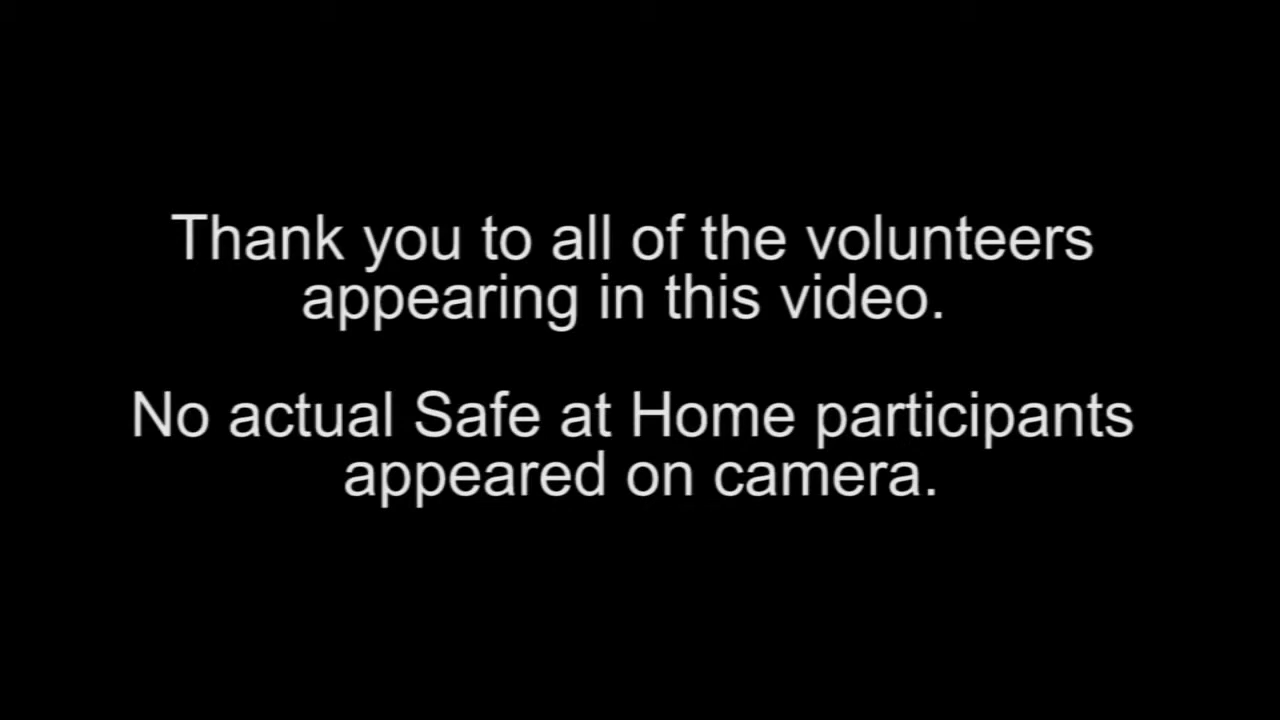 Thank you to all of the volunteers
appearing in this video.
No actual Safe at Home participants
appeared on camera.